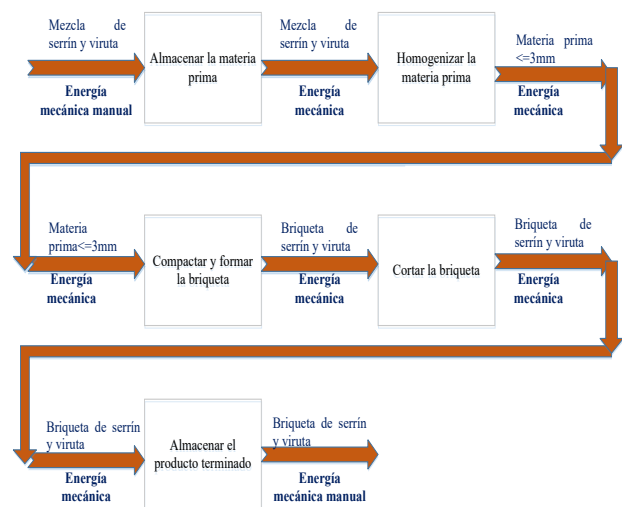 Mezcla de
serrín y viruta
Energía
mecánica manual
Almacenar la materia
prima
Mezcla de
serrín y viruta
Energía
mecánica
Homogenizar la
materia prima
Materia prima
<=3mm
Energía
mecánica
Materia
prima<=3mm
Energía
mecánica
Compactar y formar
la briqueta
Briqueta de
serrín y viruta
Energía
mecánica
Cortar la briqueta
Briqueta de
serrín y viruta
Energía
mecánica
Briqueta de serrín
y viruta
Energía
mecánica
Almacenar el
producto terminado
Briqueta de serrín
y viruta
Energía
mecánica manual